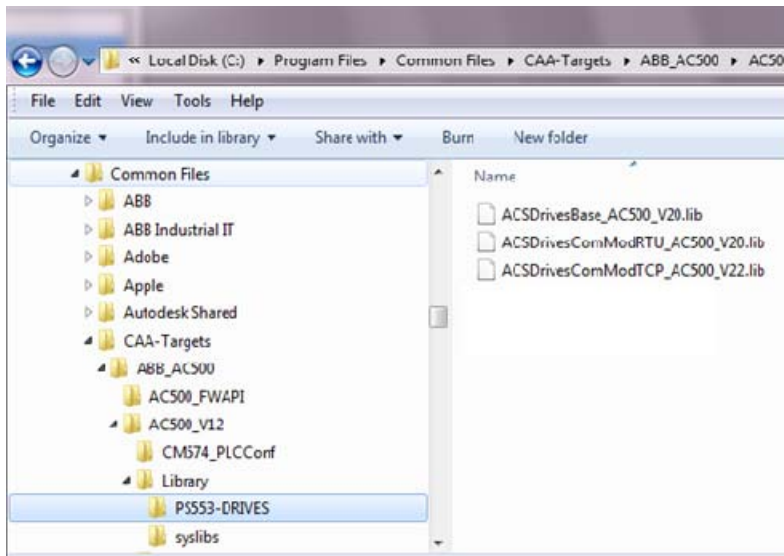 « Local Disk (C:) ▸ Program Files ▸ Common Files ▸ CAA-Targets ▸ ABB_AC500 ▸ AC50
File Edit View Tools Help
Organize ▾ Include in library ▾ Share with ▾ Burn New folder
Common Files
ABB
ABB Industrial IT
Adobe
Apple
Autodesk Shared
CAA-Targets
ABB_AC500
AC500_FWAPI
AC500_V12
CM574_PLCConf
Library
PS553-DRIVES
syslibs
Name
ACSDrivesBase_AC500_V20.lib
ACSDrivesComModRTU_AC500_V20.lib
ACSDrivesComModTCP_AC500_V22.lib